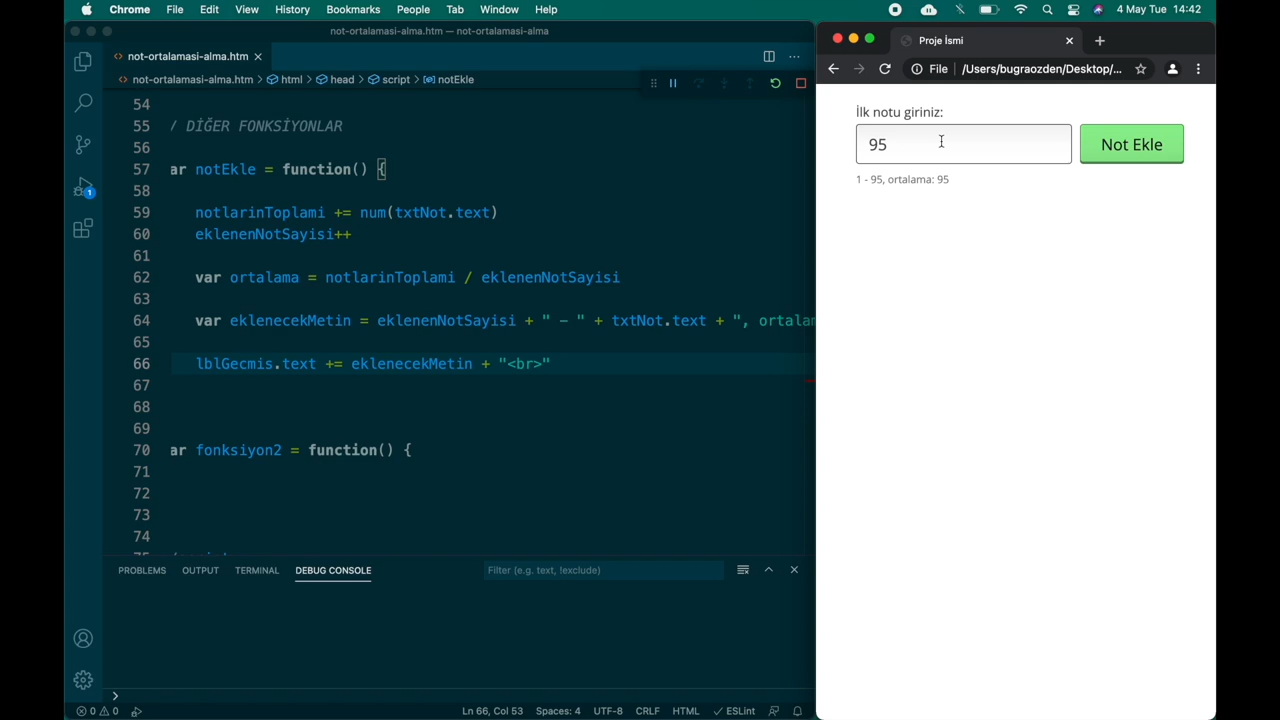 Chrome File Edit View History Bookmarks People Tab Window Help 4 May Tue 14:42
not-ortalamasi-alma.htm — not-ortalamasi-alma
not-ortalamasi-alma.htm
not-ortalamasi-alma.htm > html > head > script > notEkle
54
55 / DİĞER FONKSİYONLAR
56
57 ar notEkle = function() {
58
59 notlarinToplami += num(txtNot.text)
60 eklenenNotSayisi++
61
62 var ortalama = notlarinToplami / eklenenNotSayisi
63
64 var eklenecekMetin = eklenenNotSayisi + " - " + txtNot.text + ", ortalam
65
66 lblGecmis.text += eklenecekMetin + "<br>"
67
68
69
70 ar fonksiyon2 = function() {
71
72
73
74
1
PROBLEMS OUTPUT TERMINAL DEBUG CONSOLE Filter (e.g. text, !exclude)
0 0 Ln 66, Col 53 Spaces: 4 UTF-8 CRLF HTML ESLint
Proje İsmi
File /Users/bugraozden/Desktop/...
İlk notu giriniz:
95 Not Ekle
1 - 95, ortalama: 95